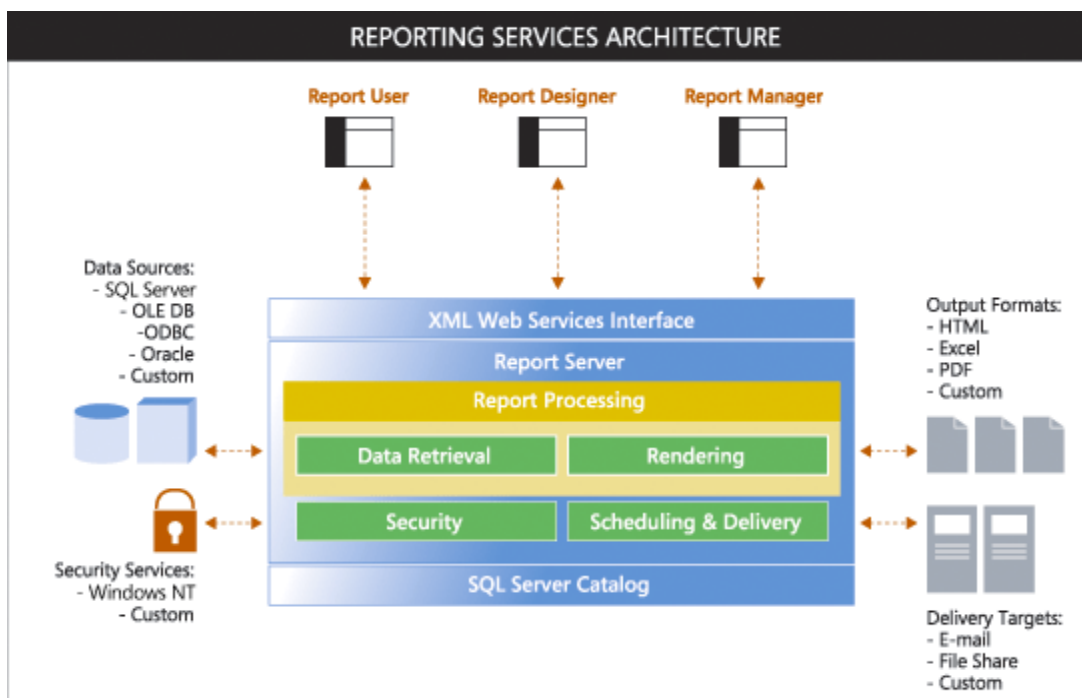 REPORTING SERVICES ARCHITECTURE
Report User
Report Designer
Report Manager
Data Sources:
- SQL Server
- OLE DB
-ODBC
- Oracle
- Custom
XML Web Services Interface
Report Server
Report Processing
Data Retrieval
Rendering
Security
Scheduling & Delivery
SQL Server Catalog
Output Formats:
- HTML
- Excel
- PDF
- Custom
Security Services:
- Windows NT
- Custom
Delivery Targets:
- E-mail
- File Share
- Custom